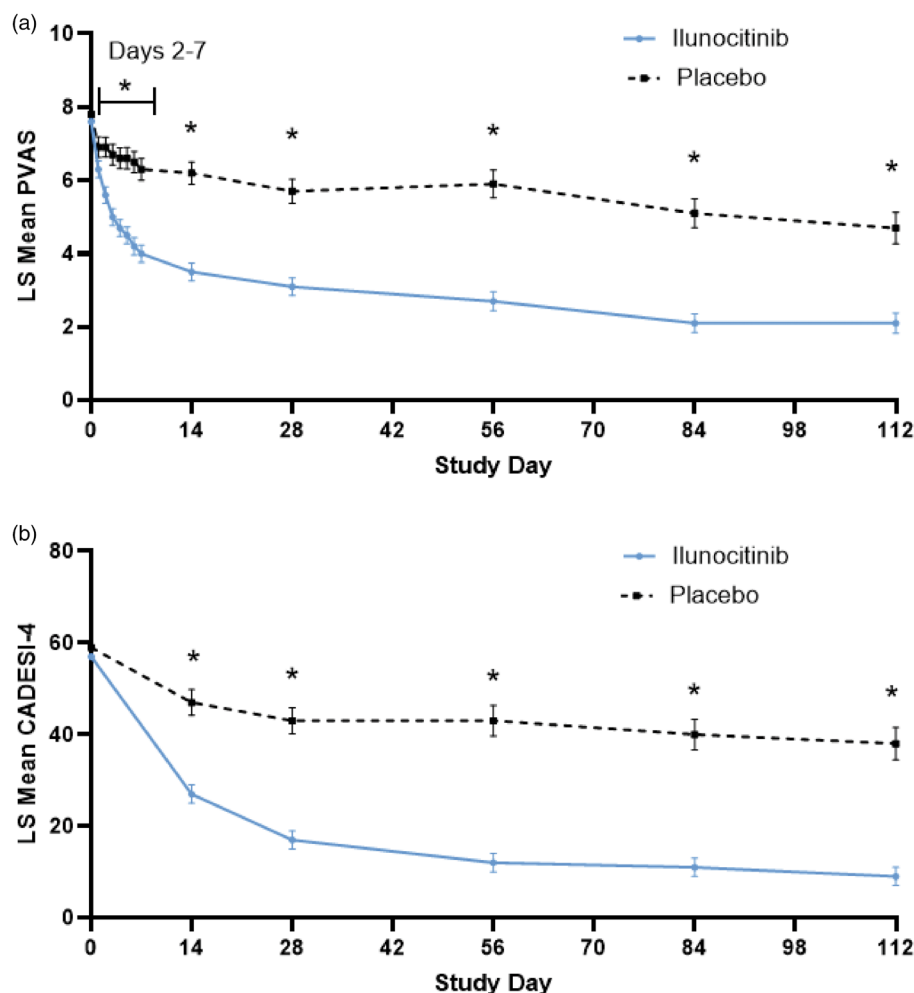 (a)
10
8
6
4
2
0
LS Mean PVAS
Days 2-7
*
* * * * *
Ilunocitinib
Placebo
0 14 28 42 56 70 84 98 112
Study Day
(b)
80
60
40
20
0
LS Mean CADESI-4
* * * * *
Ilunocitinib
Placebo
0 14 28 42 56 70 84 98 112
Study Day